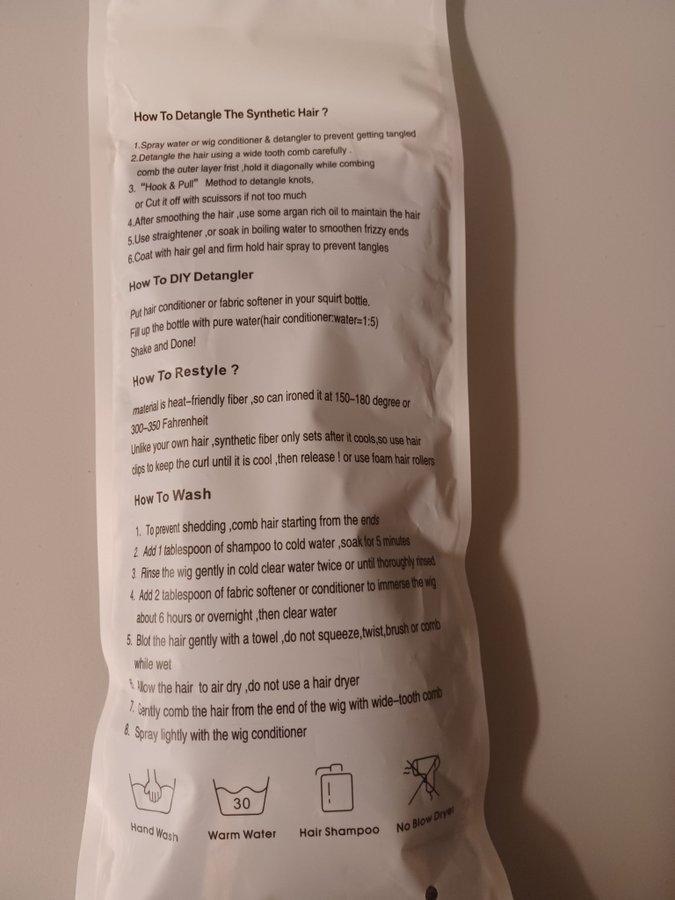 How To Detangle The Synthetic Hair ?
1.Spray water or wig conditioner & detangler to prevent getting tangled
2.Detangle the hair using a wide tooth comb carefully .
comb the outer layer frist ,hold it diagonally while combing
3. "Hook & Pull" Method to detangle knots,
or Cut it off with scuissors if not too much
4.After smoothing the hair ,use some argan rich oil to maintain the hair
5.Use straightener ,or soak in boiling water to smoothen frizzy ends
6.Coat with hair gel and firm hold hair spray to prevent tangles
How To DIY Detangler
Put hair conditioner or fabric softener in your squirt bottle.
Fill up the bottle with pure water(hair conditioner:water=1:5)
Shake and Done!
How To Restyle ?
material is heat-friendly fiber ,so can ironed it at 150-180 degree or
300-350 Fahrenheit
Unlike your own hair ,synthetic fiber only sets after it cools,so use hair
clips to keep the curl until it is cool ,then release ! or use foam hair rollers
How To Wash
1. To prevent shedding ,comb hair starting from the ends
2. Add 1 tablespoon of shampoo to cold water ,soak for 5 minutes
3. Rinse the wig gently in cold clear water twice or until thoroughly rinsed
4. Add 2 tablespoon of fabric softener or conditioner to immerse the wig
about 6 hours or overnight ,then clear water
5. Blot the hair gently with a towel ,do not squeeze,twist,brush or comb
while wet
6. Allow the hair to air dry ,do not use a hair dryer
7. Gently comb the hair from the end of the wig with wide-tooth comb
8. Spray lightly with the wig conditioner
30
Hand Wash
Warm Water
Hair Shampoo
No Blow Dryer